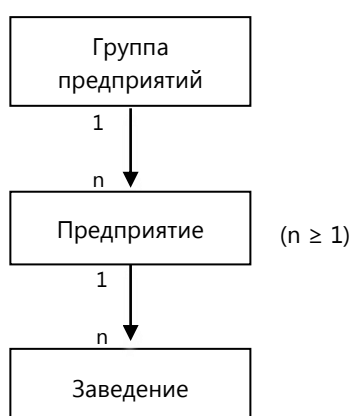 Группа
предприятий
1
n
Предприятие
(n ≥ 1)
1
n
Заведение